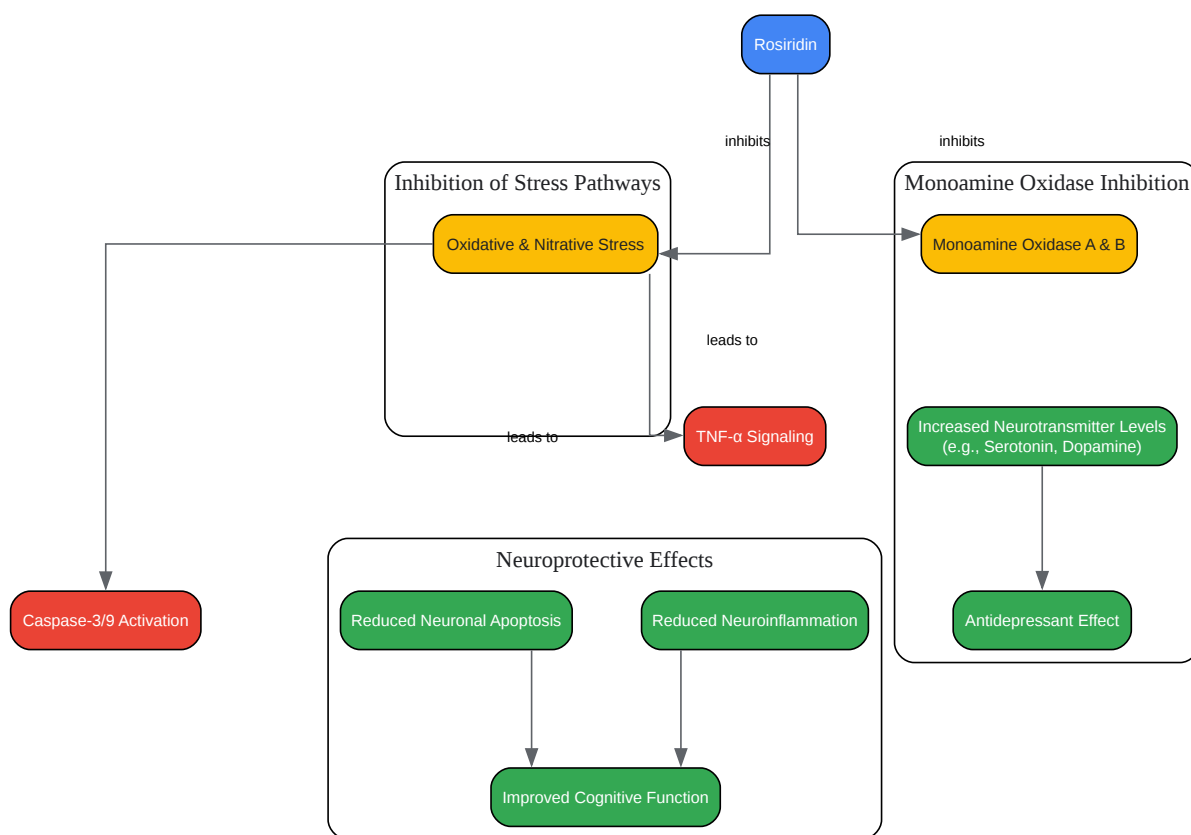 Rosiridin
inhibits
inhibits
Inhibition of Stress Pathways
Monoamine Oxidase Inhibition
Oxidative & Nitrative Stress
Monoamine Oxidase A & B
leads to
leads to
TNF-α Signaling
Increased Neurotransmitter Levels
(e.g., Serotonin, Dopamine)
Neuroprotective Effects
Caspase-3/9 Activation
Reduced Neuronal Apoptosis
Reduced Neuroinflammation
Antidepressant Effect
Improved Cognitive Function